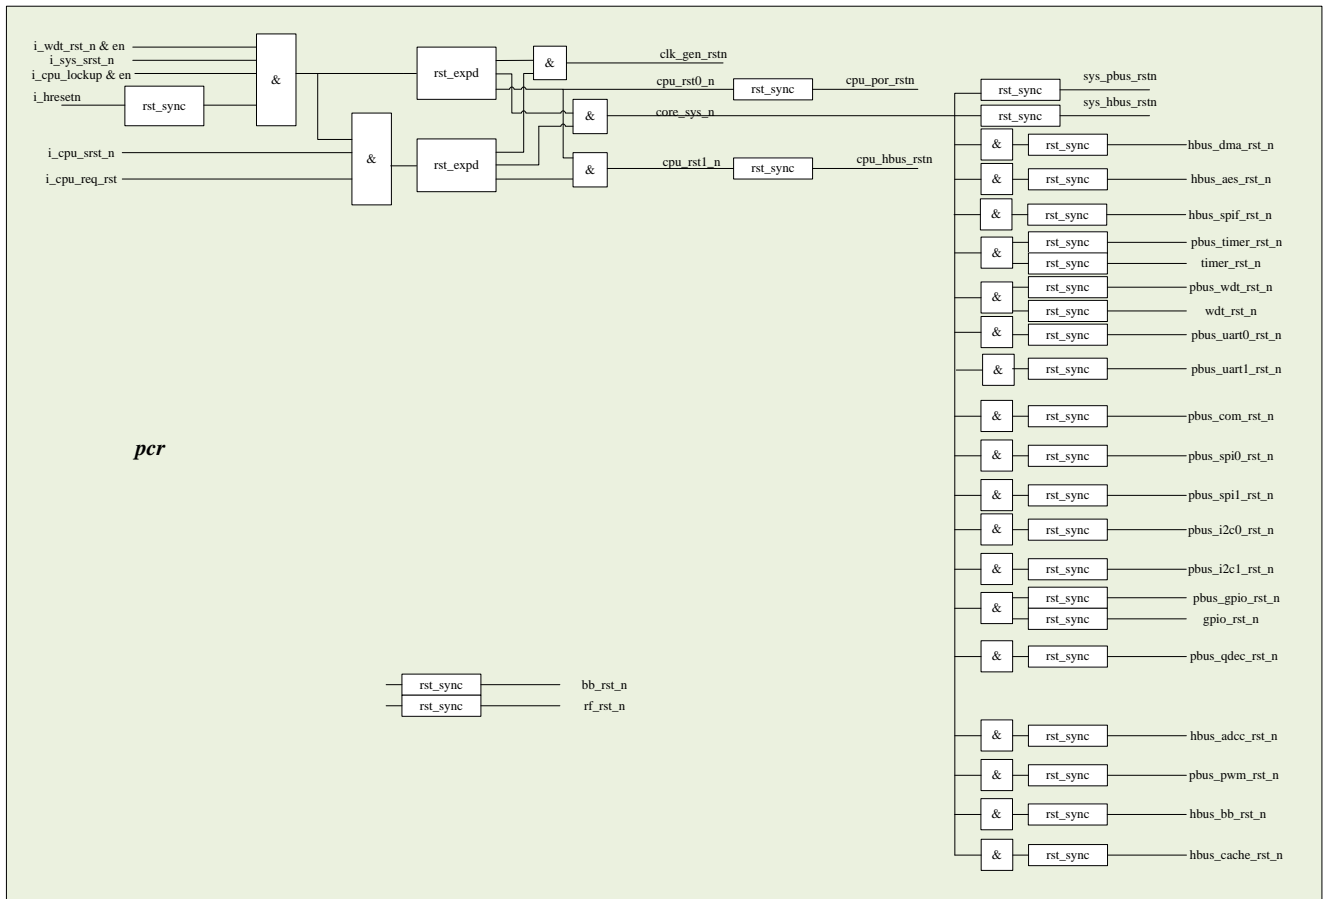 i_wdt_rst_n & en
i_sys_srst_n
i_cpu_lockup & en
i_hresetn
rst_sync
&
i_cpu_srst_n
i_cpu_req_rst
&
rst_expd
rst_expd
&
&
&
clk_gen_rstn
cpu_rst0_n
rst_sync
cpu_por_rstn
core_sys_n
cpu_rst1_n
rst_sync
cpu_hbus_rstn
rst_sync
sys_pbus_rstn
rst_sync
sys_hbus_rstn
& rst_sync hbus_dma_rst_n
& rst_sync hbus_aes_rst_n
& rst_sync hbus_spif_rst_n
& rst_sync pbus_timer_rst_n
rst_sync timer_rst_n
& rst_sync pbus_wdt_rst_n
rst_sync wdt_rst_n
& rst_sync pbus_uart0_rst_n
& rst_sync pbus_uart1_rst_n
& rst_sync pbus_com_rst_n
& rst_sync pbus_spi0_rst_n
& rst_sync pbus_spi1_rst_n
& rst_sync pbus_i2c0_rst_n
& rst_sync pbus_i2c1_rst_n
& rst_sync pbus_gpio_rst_n
rst_sync gpio_rst_n
& rst_sync pbus_qdec_rst_n
& rst_sync hbus_adcc_rst_n
& rst_sync pbus_pwm_rst_n
& rst_sync hbus_bb_rst_n
& rst_sync hbus_cache_rst_n
pcr
rst_sync bb_rst_n
rst_sync rf_rst_n